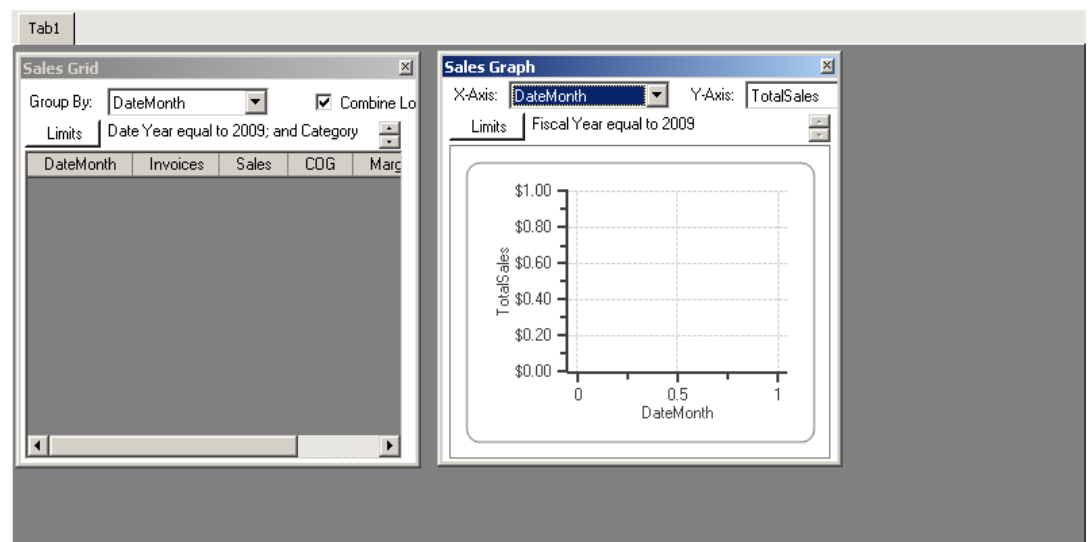 Tab1
Sales Grid
Group By: DateMonth Combine Lo
Limits Date Year equal to 2009; and Category
DateMonth Invoices Sales COG Marg
Sales Graph
X-Axis: DateMonth Y-Axis: TotalSales
Limits Fiscal Year equal to 2009
$1.00
$0.80
$0.60
$0.40
$0.20
$0.00
TotalSales
0 0.5 1
DateMonth